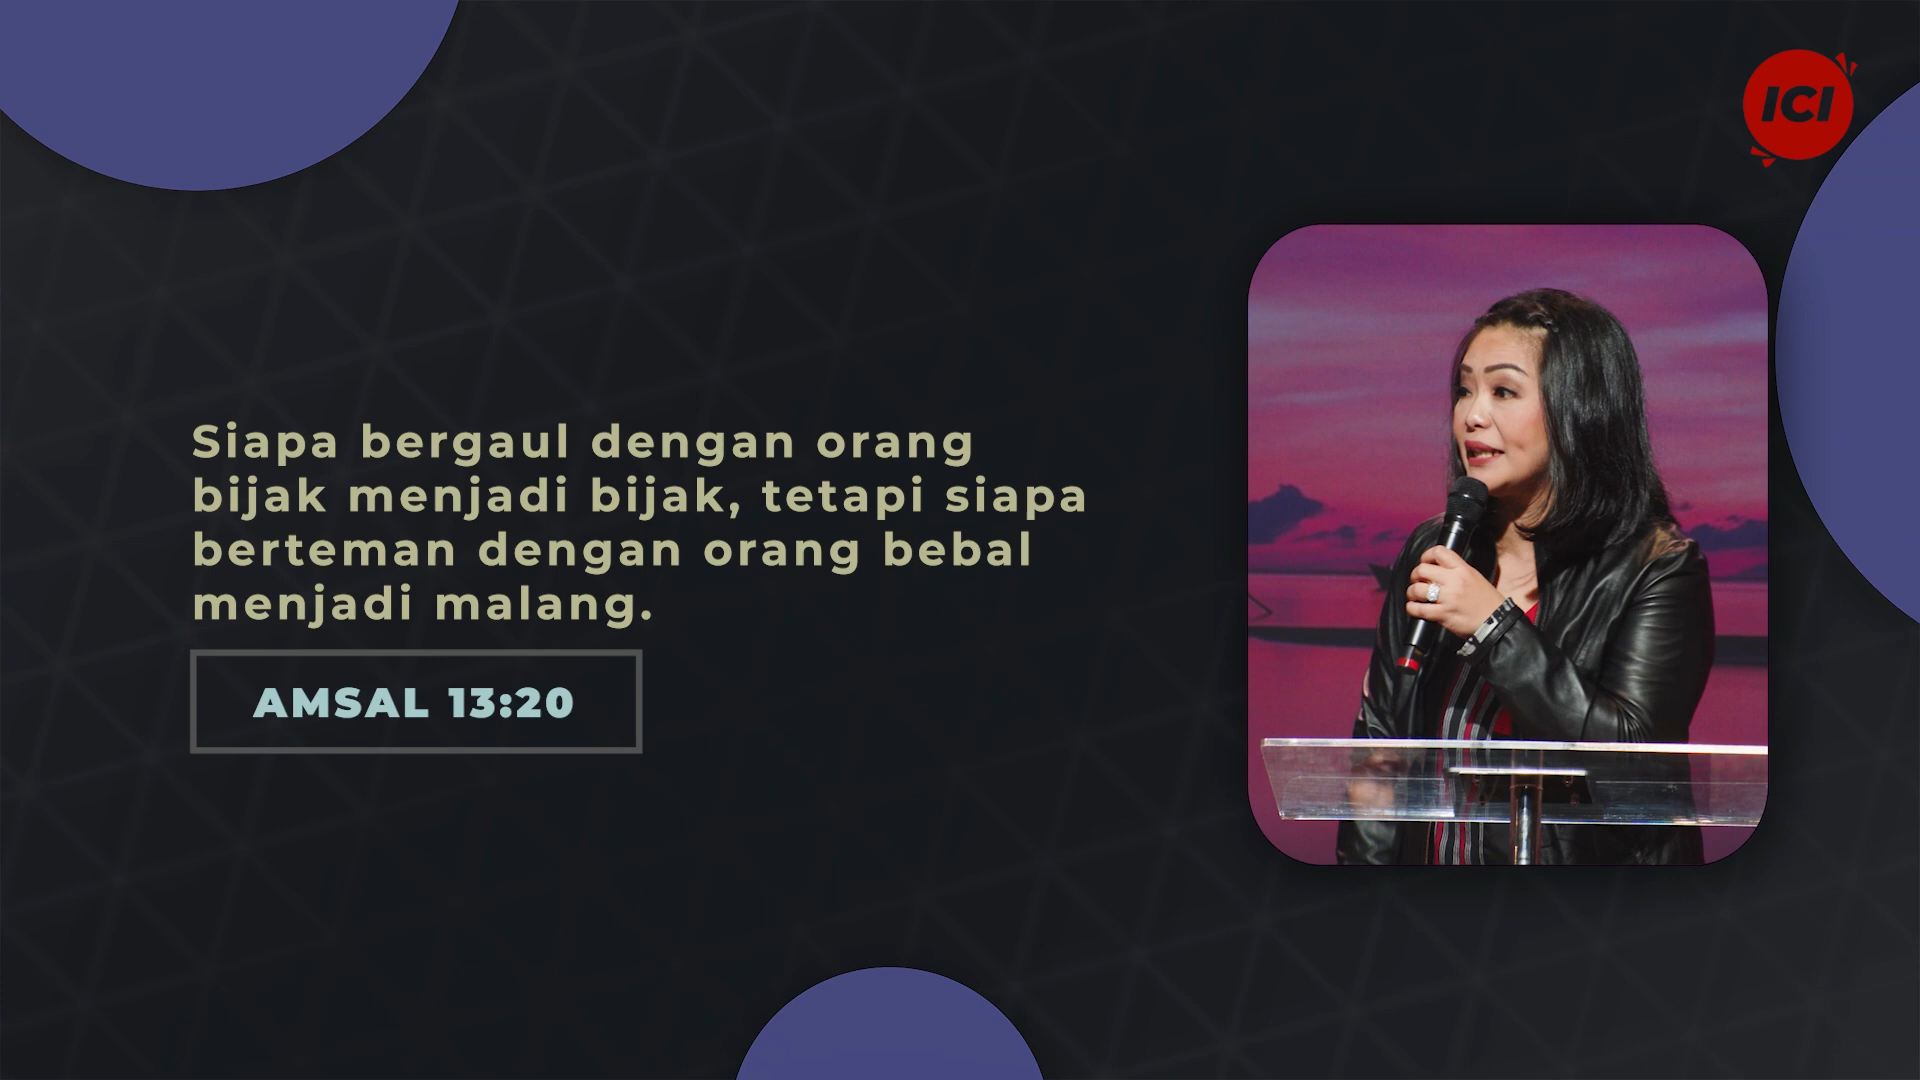 ICI
Siapa bergaul dengan orang
bijak menjadi bijak, tetapi siapa
berteman dengan orang bebal
menjadi malang.
AMSAL 13:20